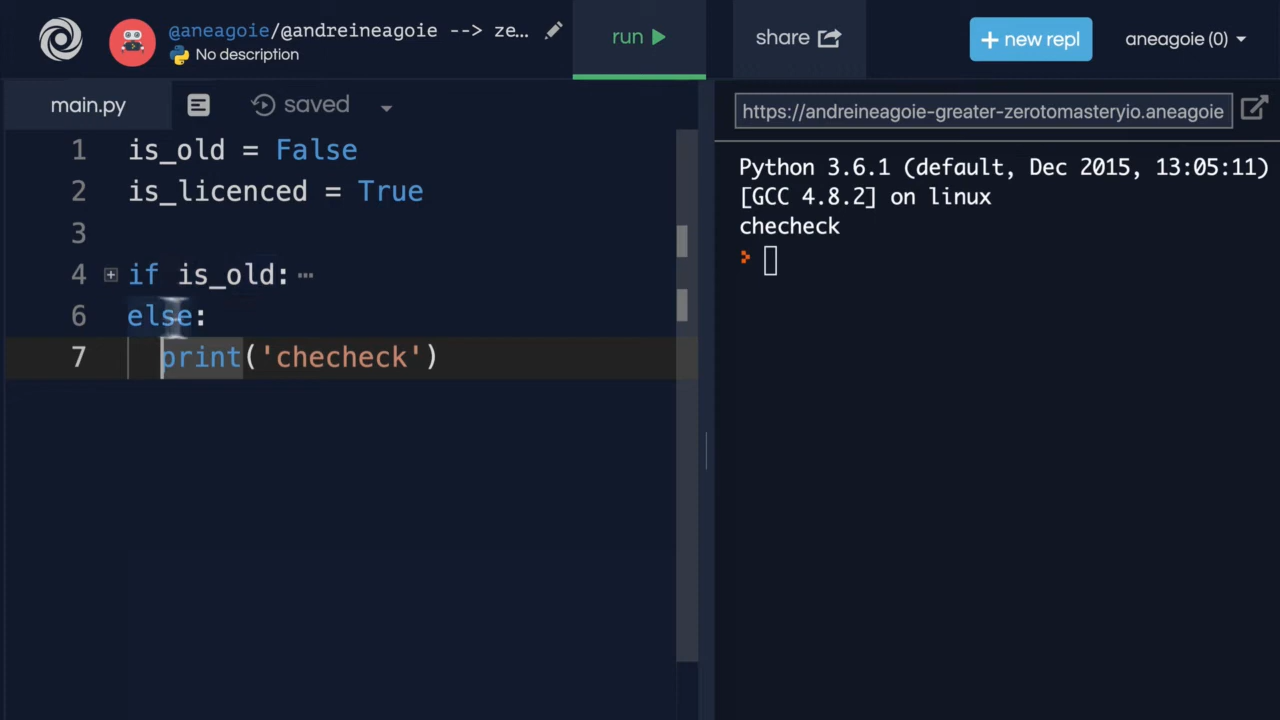 @aneagoie/@andreineagoie --> ze...
No description
run
share
+ new repl
aneagoie (0)
main.py
saved
https://andreineagoie-greater-zerotomasteryio.aneagoie
1 is_old = False
2 is_licenced = True
3
4 if is_old:...
6 else:
7 print('checheck')
Python 3.6.1 (default, Dec 2015, 13:05:11)
[GCC 4.8.2] on linux
checheck